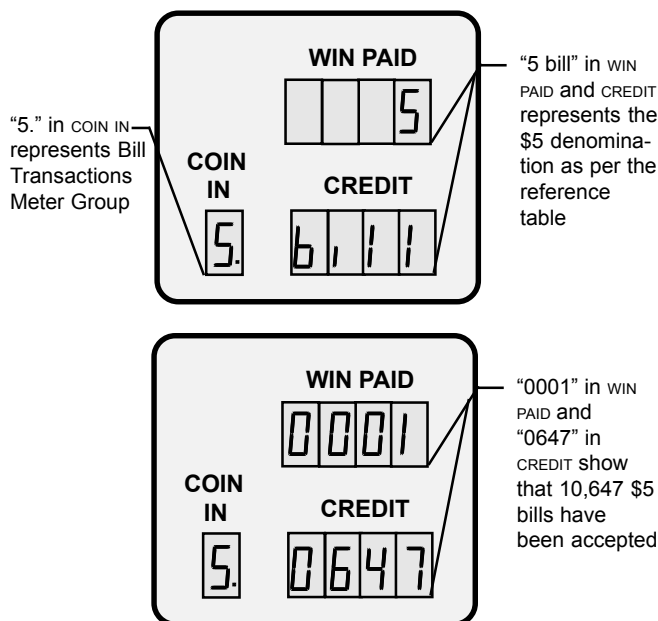 WIN PAID
5
COIN
IN
CREDIT
5.
bill
"5." in COIN IN
represents Bill
Transactions
Meter Group
"5 bill" in WIN
PAID and CREDIT
represents the
$5 denomina-
tion as per the
reference
table
WIN PAID
0001
COIN
IN
CREDIT
5.
0647
"0001" in WIN
PAID and
"0647" in
CREDIT show
that 10,647 $5
bills have
been accepted